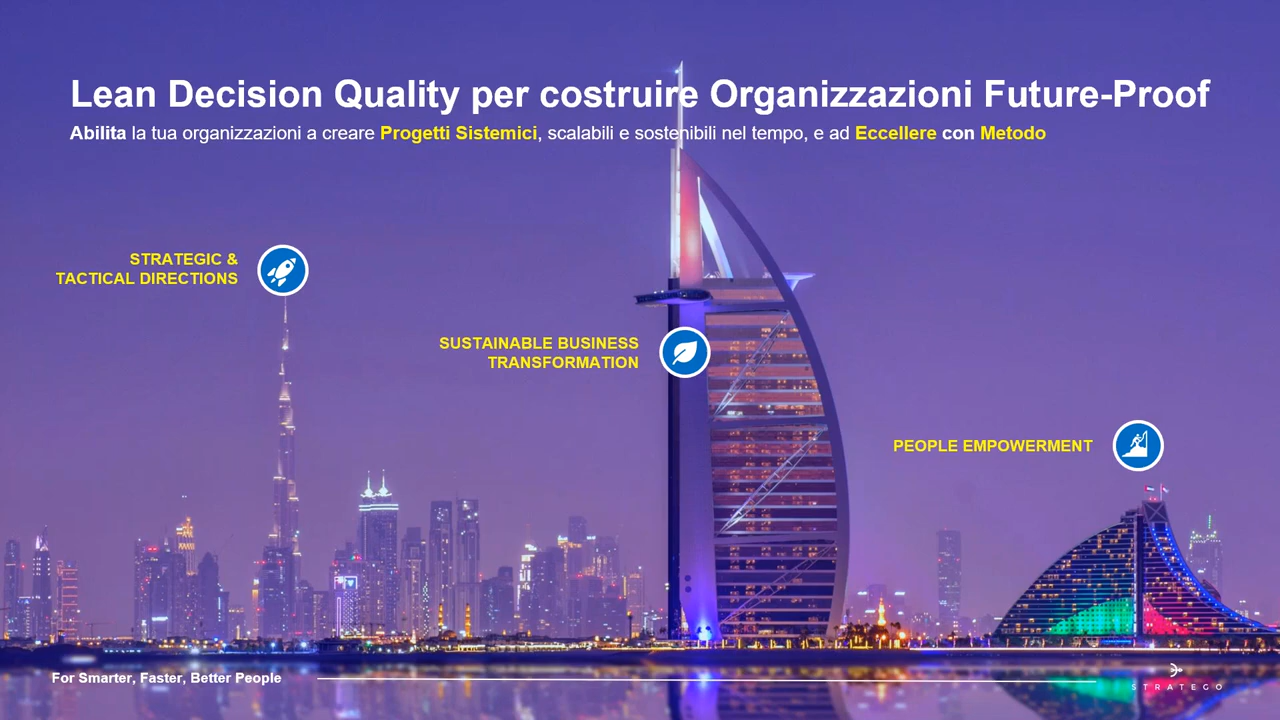 Lean Decision Quality per costruire Organizzazioni Future-Proof
Abilita la tua organizzazioni a creare Progetti Sistemici, scalabili e sostenibili nel tempo, e ad Eccellere con Metodo
STRATEGIC &
TACTICAL DIRECTIONS
SUSTAINABLE BUSINESS
TRANSFORMATION
PEOPLE EMPOWERMENT
For Smarter, Faster, Better People
STRATEGO